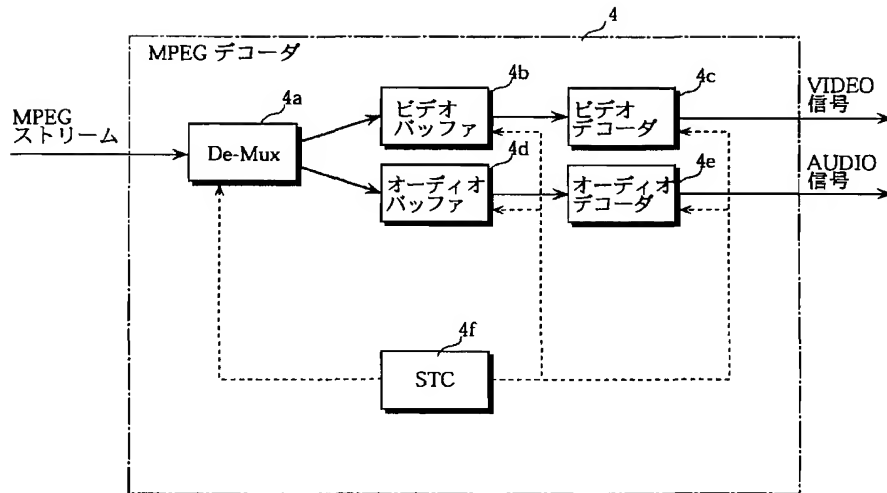 4
MPEG デコーダ
MPEG
ストリーム
4a
De-Mux
4b
ビデオ
バッファ
4c
ビデオ
デコーダ
VIDEO
信号
4d
オーディオ
バッファ
4e
オーディオ
デコーダ
AUDIO
信号
4f
STC